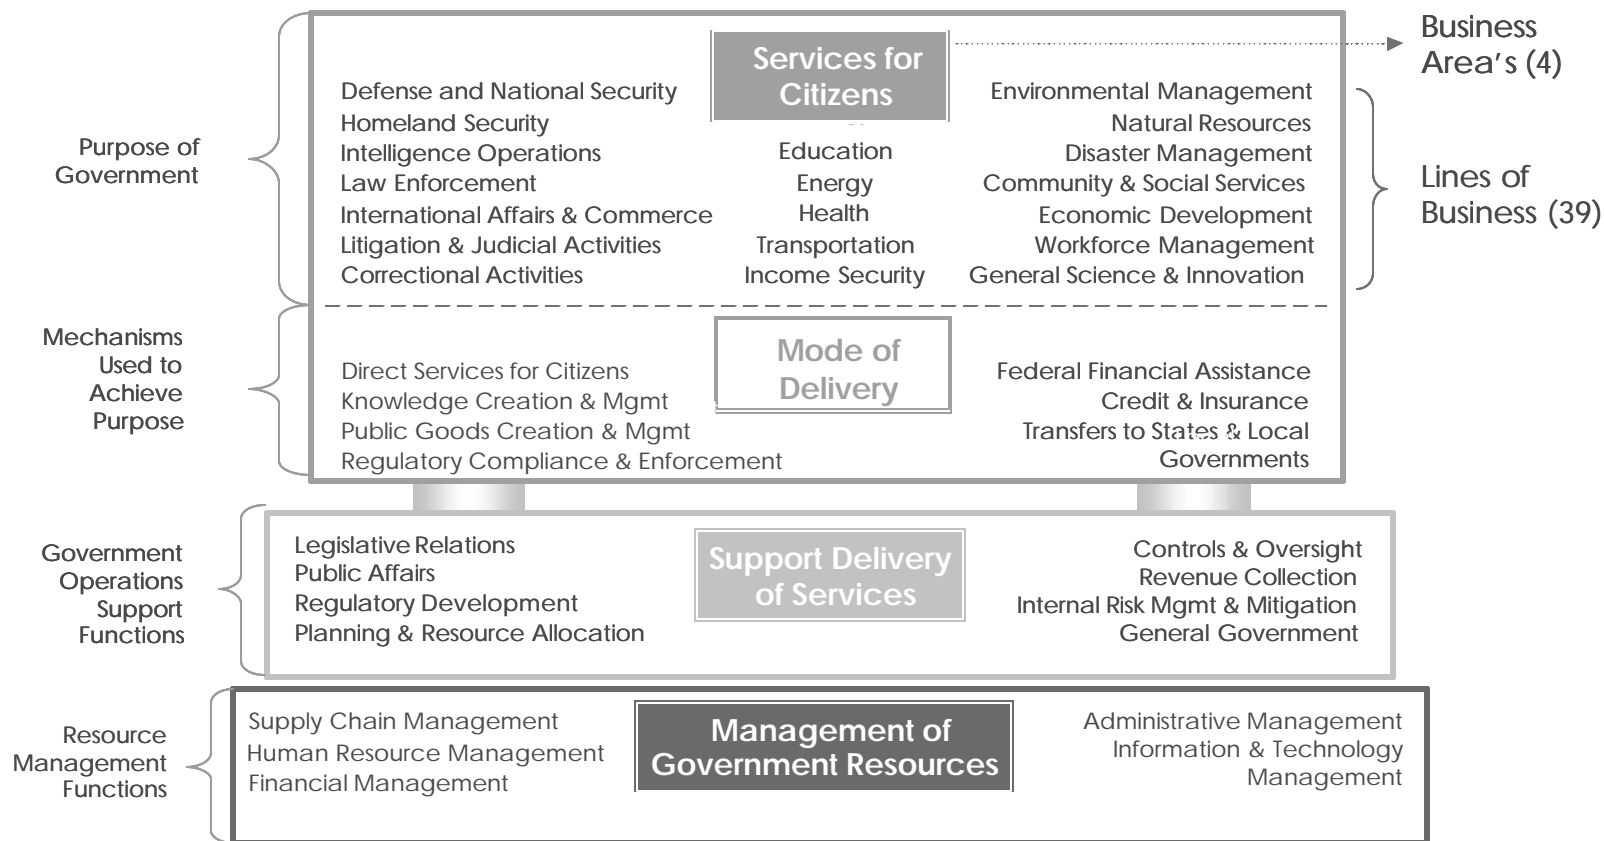 Business
Area's (4)
Services for
Citizens
Purpose of
Government
Defense and National Security
Homeland Security
Intelligence Operations
Law Enforcement
International Affairs & Commerce
Litigation & Judicial Activities
Correctional Activities
Education
Energy
Health
Transportation
Income Security
Environmental Management
Natural Resources
Disaster Management
Community & Social Services
Economic Development
Workforce Management
General Science & Innovation
Lines of
Business (39)
Mechanisms
Used to
Achieve
Purpose
Mode of
Delivery
Direct Services for Citizens
Knowledge Creation & Mgmt
Public Goods Creation & Mgmt
Regulatory Compliance & Enforcement
Federal Financial Assistance
Credit & Insurance
Transfers to States & Local
Governments
Government
Operations
Support
Functions
Support Delivery
of Services
Legislative Relations
Public Affairs
Regulatory Development
Planning & Resource Allocation
Controls & Oversight
Revenue Collection
Internal Risk Mgmt & Mitigation
General Government
Resource
Management
Functions
Management of
Government Resources
Supply Chain Management
Human Resource Management
Financial Management
Administrative Management
Information & Technology
Management